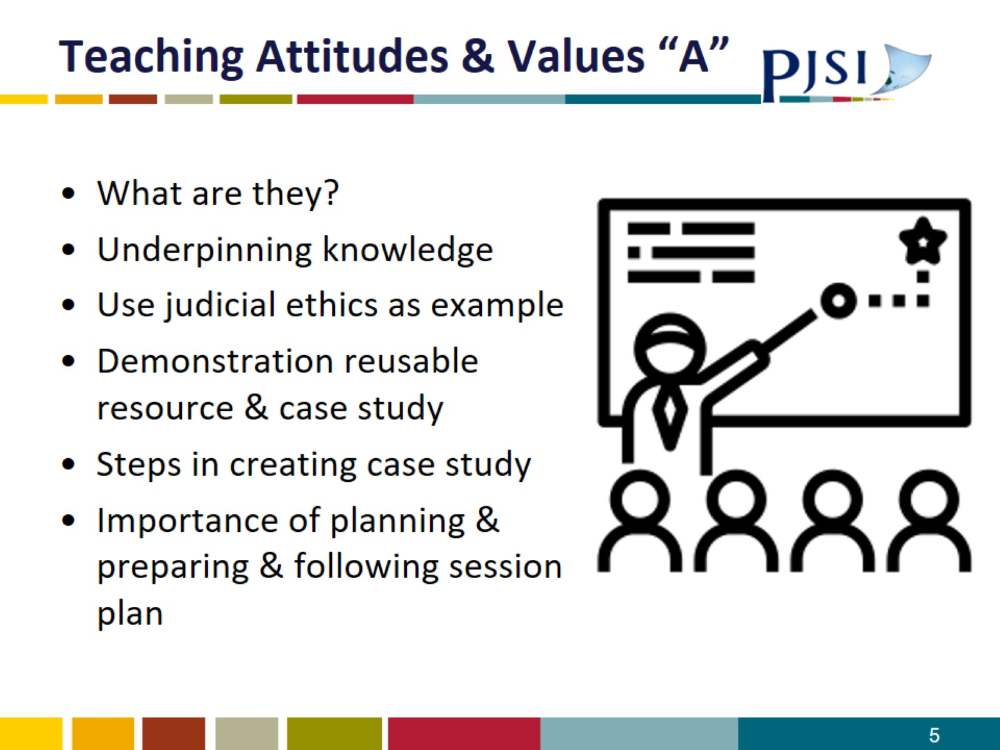 Teaching Attitudes & Values “A”
PJSI
• What are they?
• Underpinning knowledge
• Use judicial ethics as example
• Demonstration reusable
resource & case study
• Steps in creating case study
• Importance of planning &
preparing & following session
plan
5